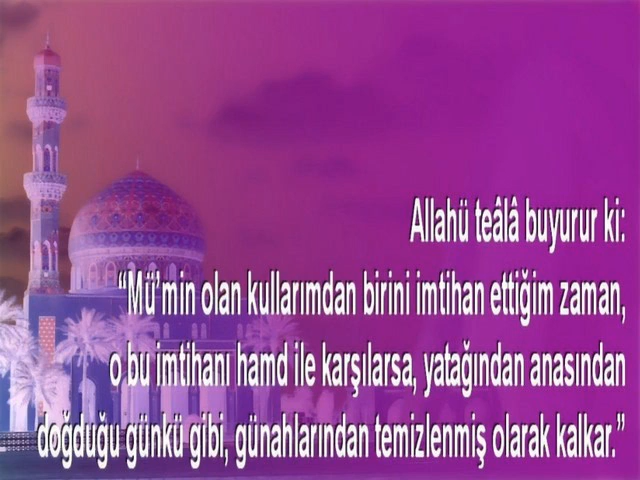 Allahü teâlâ buyurur ki:
“Mü’min olan kullarımdan birini imtihan ettiğim zaman,
o bu imtihanı hamd ile karşılarsa, yatağından anasından
doğduğu günkü gibi, günahlarından temizlenmiş olarak kalkar.”